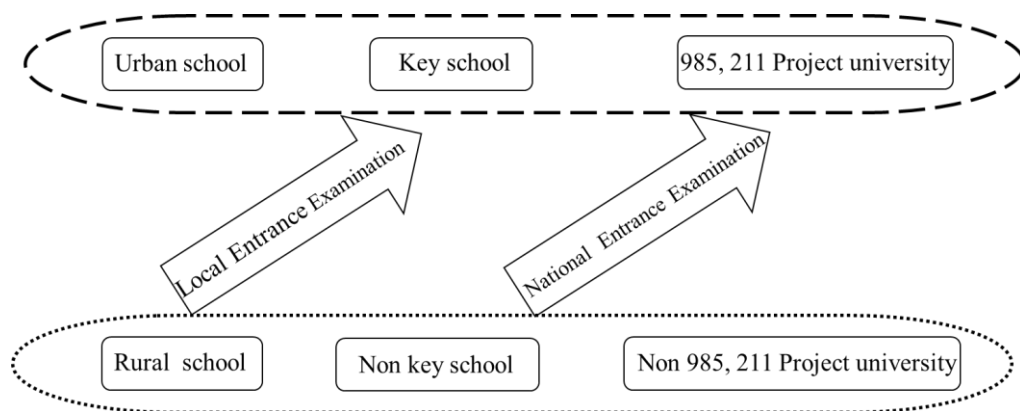 Urban school
Key school
985, 211 Project university
Local Entrance Examination
National Entrance Examination
Rural school
Non key school
Non 985, 211 Project university